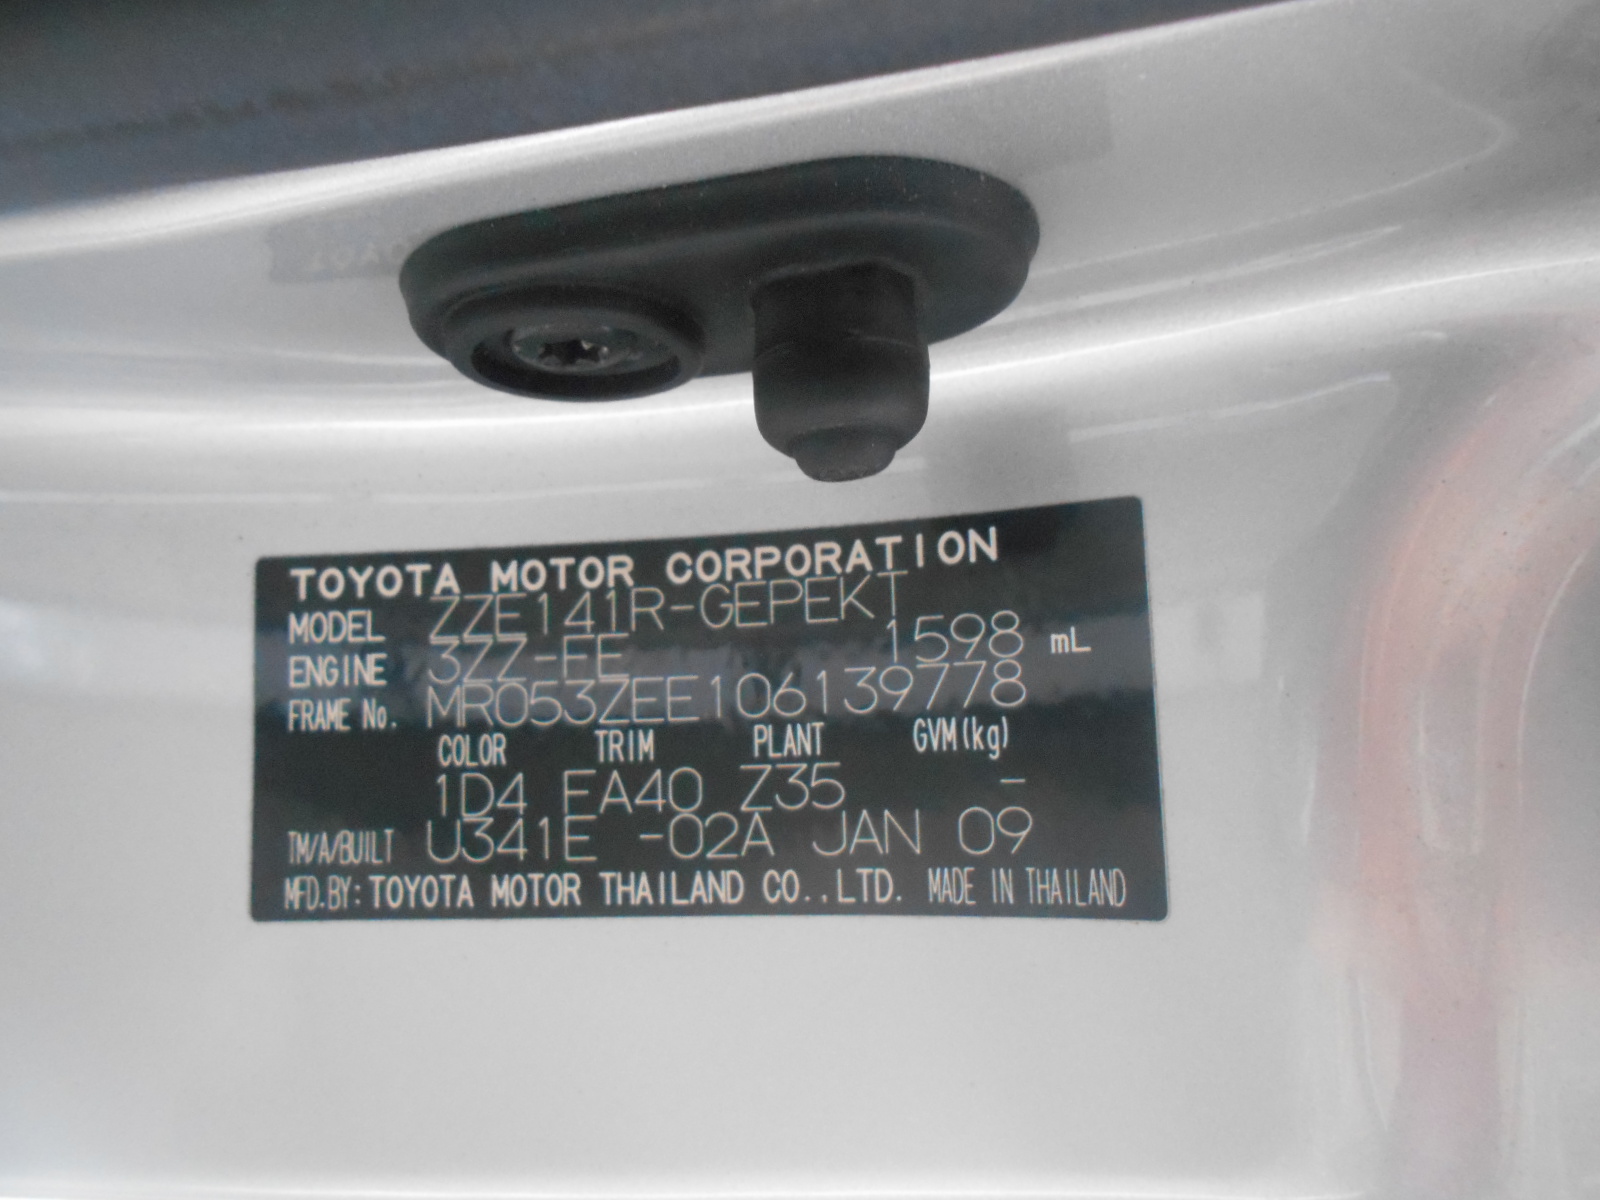 TOYOTA MOTOR CORPORATION
MODEL ZZE141R-GEPEKT
ENGINE 3ZZ-FE 1598 mL
FRAME No. MR053ZEE106139778
COLOR TRIM PLANT GVM(kg)
1D4 FA40 Z35 -
TM/A/BUILT U341E -02A JAN 09
MFD.BY: TOYOTA MOTOR THAILAND CO.,LTD. MADE IN THAILAND